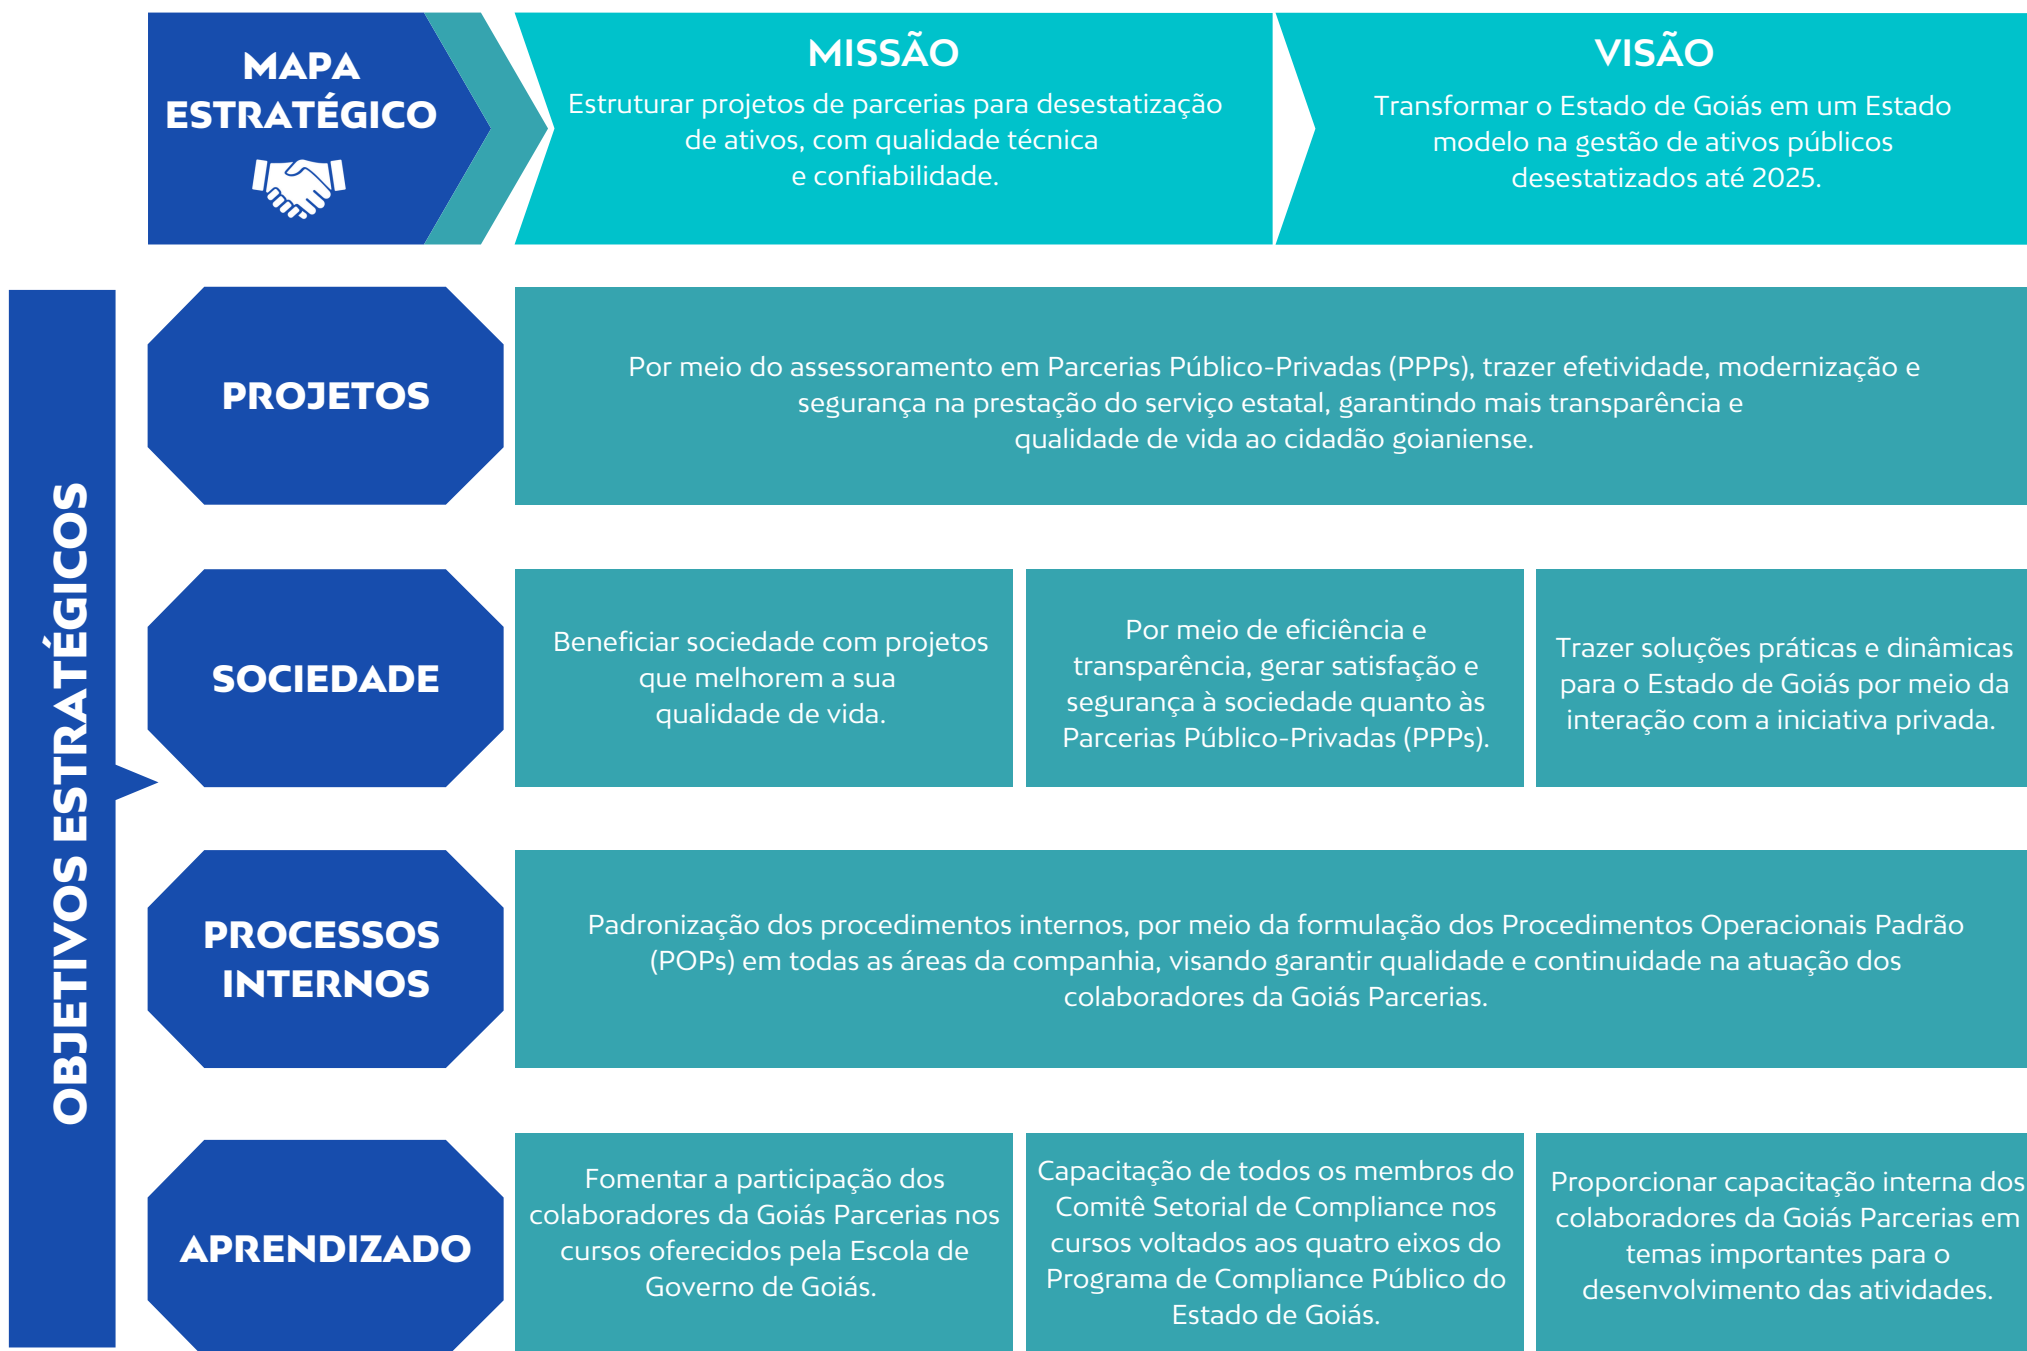 MAPA
ESTRATÉGICO
MISSÃO
Estruturar projetos de parcerias para desestatização
de ativos, com qualidade técnica
e confiabilidade.
VISÃO
Transformar o Estado de Goiás em um Estado
modelo na gestão de ativos públicos
desestatizados até 2025.
OBJETIVOS ESTRATÉGICOS
PROJETOS
Por meio do assessoramento em Parcerias Público-Privadas (PPPs), trazer efetividade, modernização e
segurança na prestação do serviço estatal, garantindo mais transparência e
qualidade de vida ao cidadão goianiense.
SOCIEDADE
Beneficiar sociedade com projetos
que melhorem a sua
qualidade de vida.
Por meio de eficiência e
transparência, gerar satisfação e
segurança à sociedade quanto às
Parcerias Público-Privadas (PPPs).
Trazer soluções práticas e dinâmicas
para o Estado de Goiás por meio da
interação com a iniciativa privada.
PROCESSOS
INTERNOS
Padronização dos procedimentos internos, por meio da formulação dos Procedimentos Operacionais Padrão
(POPs) em todas as áreas da companhia, visando garantir qualidade e continuidade na atuação dos
colaboradores da Goiás Parcerias.
APRENDIZADO
Fomentar a participação dos
colaboradores da Goiás Parcerias nos
cursos oferecidos pela Escola de
Governo de Goiás.
Capacitação de todos os membros do
Comitê Setorial de Compliance nos
cursos voltados aos quatro eixos do
Programa de Compliance Público do
Estado de Goiás.
Proporcionar capacitação interna dos
colaboradores da Goiás Parcerias em
temas importantes para o
desenvolvimento das atividades.